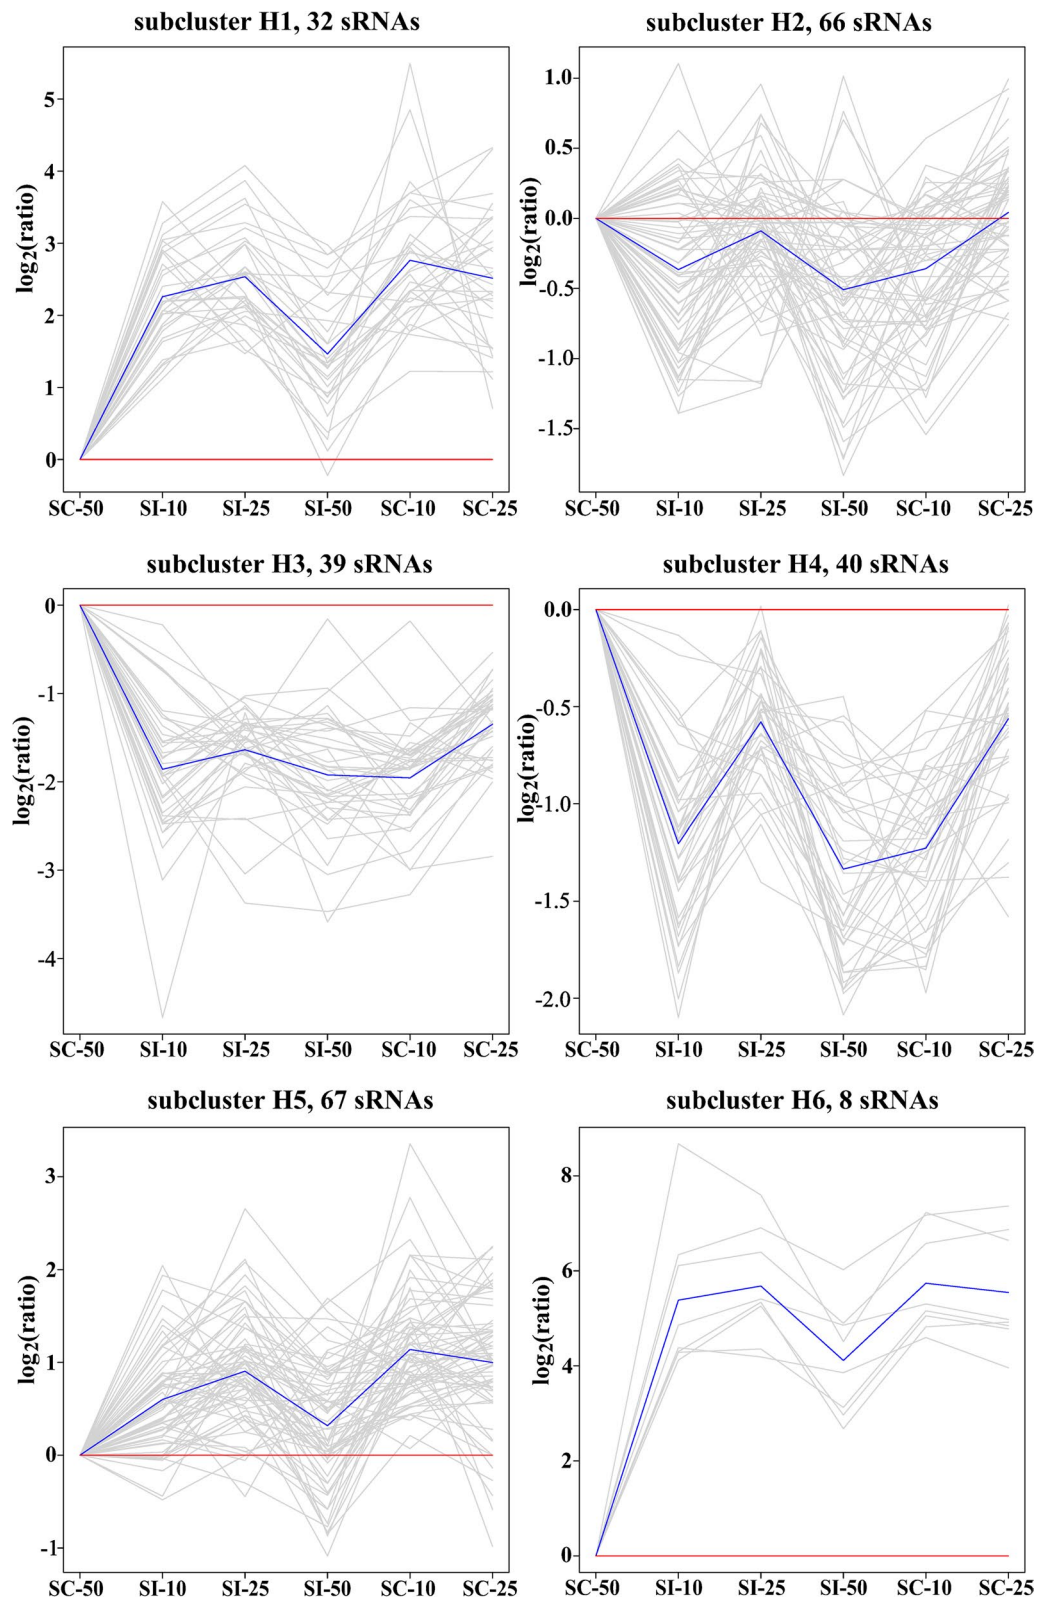 subcluster H1, 32 sRNAs
log2(ratio)
5
4
3
2
1
0
SC-50 SI-10 SI-25 SI-50 SC-10 SC-25
subcluster H2, 66 sRNAs
log2(ratio)
1.0
0.5
0.0
-0.5
-1.0
-1.5
SC-50 SI-10 SI-25 SI-50 SC-10 SC-25
subcluster H3, 39 sRNAs
log2(ratio)
0
-1
-2
-3
-4
SC-50 SI-10 SI-25 SI-50 SC-10 SC-25
subcluster H4, 40 sRNAs
log2(ratio)
0.0
-0.5
-1.0
-1.5
-2.0
SC-50 SI-10 SI-25 SI-50 SC-10 SC-25
subcluster H5, 67 sRNAs
log2(ratio)
3
2
1
0
-1
SC-50 SI-10 SI-25 SI-50 SC-10 SC-25
subcluster H6, 8 sRNAs
log2(ratio)
8
6
4
2
0
SC-50 SI-10 SI-25 SI-50 SC-10 SC-25